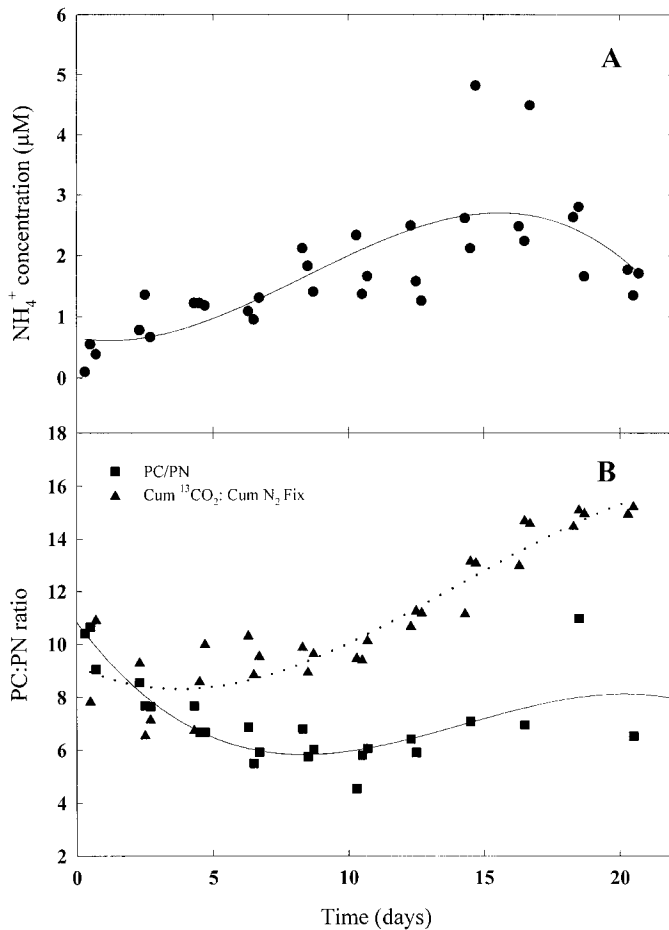 A
NH₄⁺ concentration (µM)
6
5
4
3
2
1
0
B
PC/PN
Cum ¹³CO₂: Cum N₂ Fix
PC:PN ratio
18
16
14
12
10
8
6
4
2
0 5 10 15 20
Time (days)